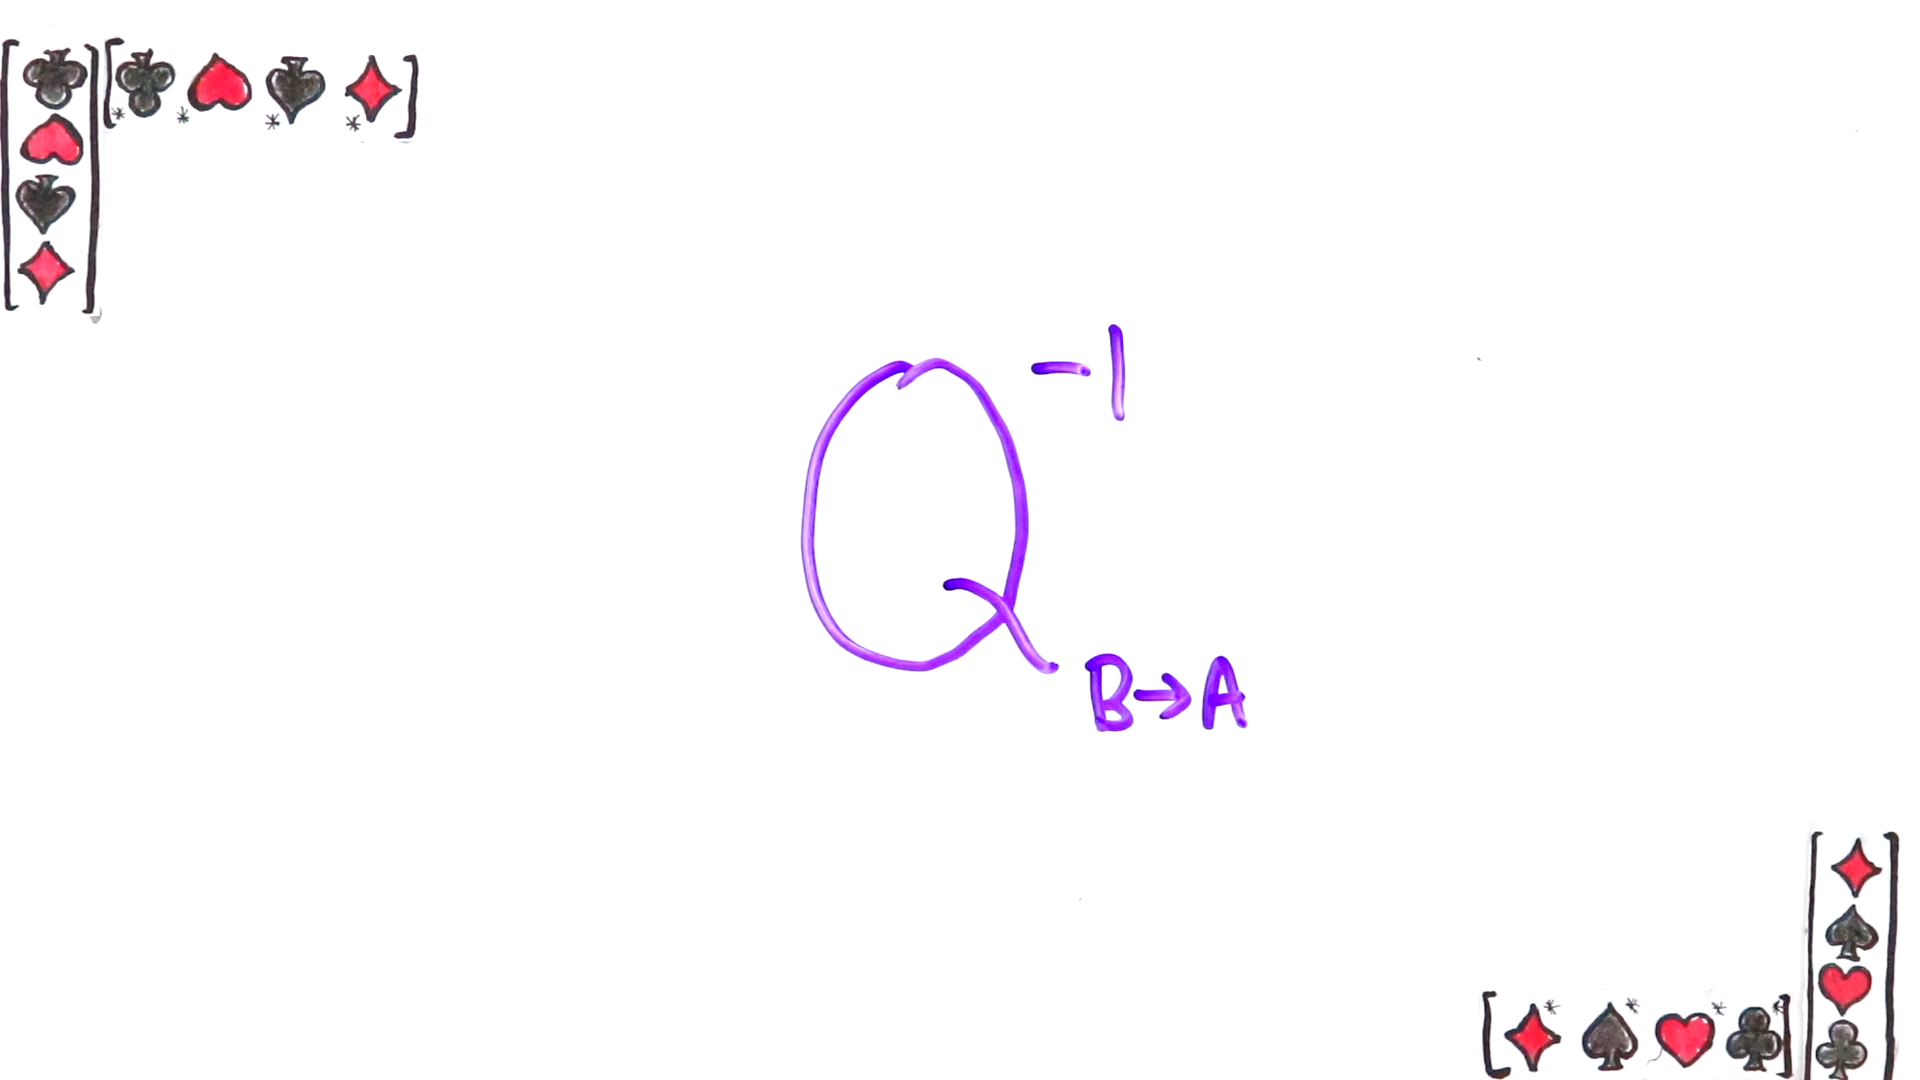 [♣ ♥ ♠ ♦] [*♣ *♥ *♠ *♦]
Q⁻¹
B→A
[♦* ♠* ♥* ♣*] [♦ ♠ ♥ ♣]